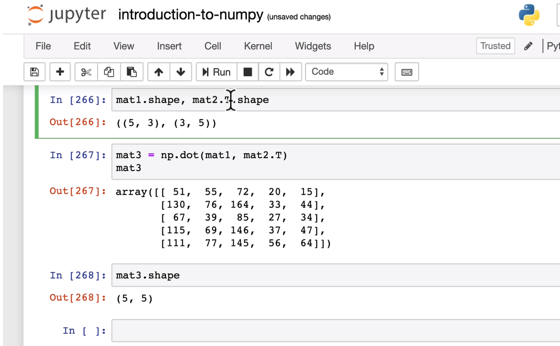 jupyter introduction-to-numpy (unsaved changes)
File Edit View Insert Cell Kernel Widgets Help Trusted
Run Code
In [266]: mat1.shape, mat2.T.shape
Out[266]: ((5, 3), (3, 5))
In [267]: mat3 = np.dot(mat1, mat2.T)
mat3
Out[267]: array([[ 51, 55, 72, 20, 15],
[130, 76, 164, 33, 44],
[ 67, 39, 85, 27, 34],
[115, 69, 146, 37, 47],
[111, 77, 145, 56, 64]])
In [268]: mat3.shape
Out[268]: (5, 5)
In [ ]: